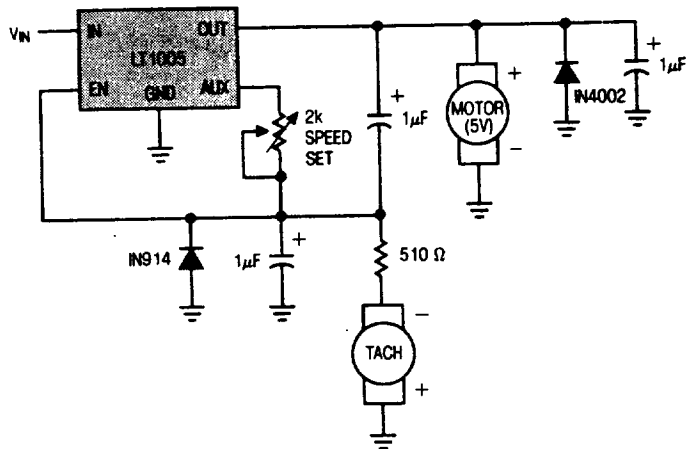 VIN
IN
OUT
LT1005
EN
AUX
GND
2k
SPEED
SET
+
1µF
+
MOTOR
(5V)
−
IN4002
+
1µF
IN914
1µF
+
510 Ω
−
TACH
+